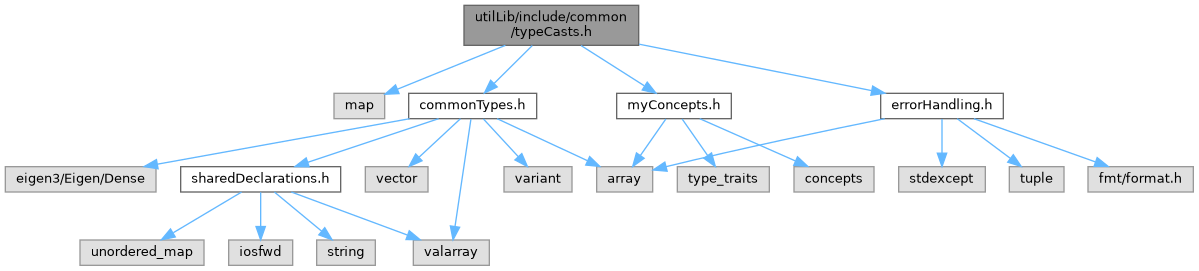 utilLib/include/common
/typeCasts.h
map
commonTypes.h
myConcepts.h
errorHandling.h
eigen3/Eigen/Dense
sharedDeclarations.h
vector
variant
array
type_traits
concepts
stdexcept
tuple
fmt/format.h
unordered_map
iosfwd
string
valarray